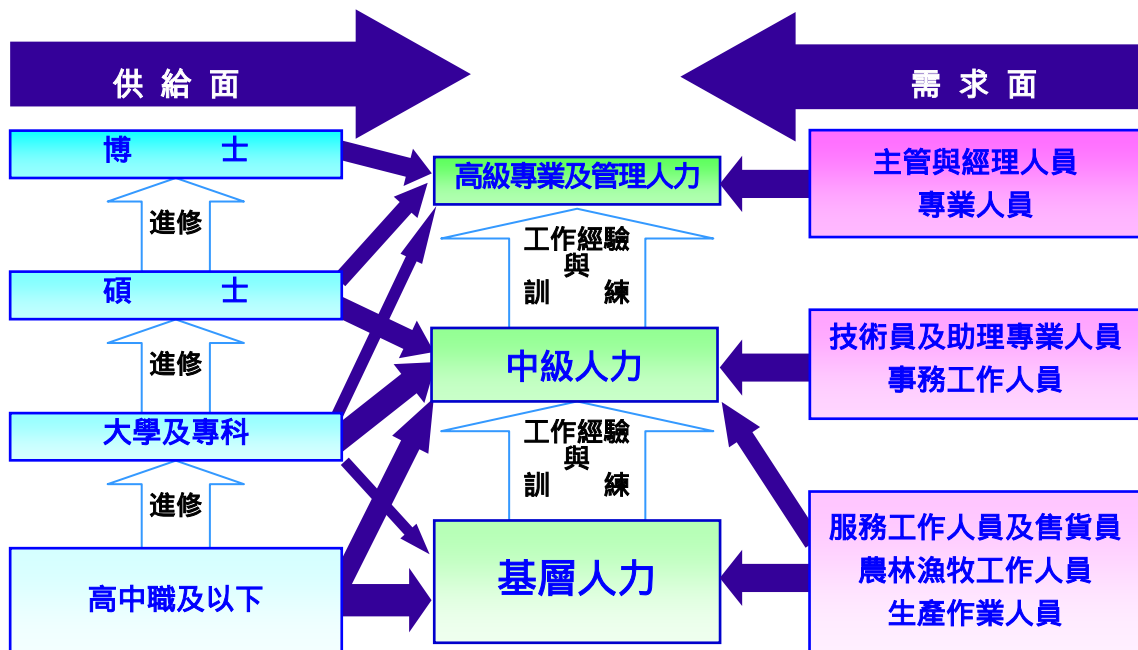 供給面
需求面
博士
高級專業及管理人力
主管與經理人員
專業人員
進修
工作經驗
與
訓練
碩士
中級人力
技術員及助理專業人員
事務工作人員
進修
大學及專科
工作經驗
與
訓練
進修
高中職及以下
基層人力
服務工作人員及售貨員
農林漁牧工作人員
生產作業人員